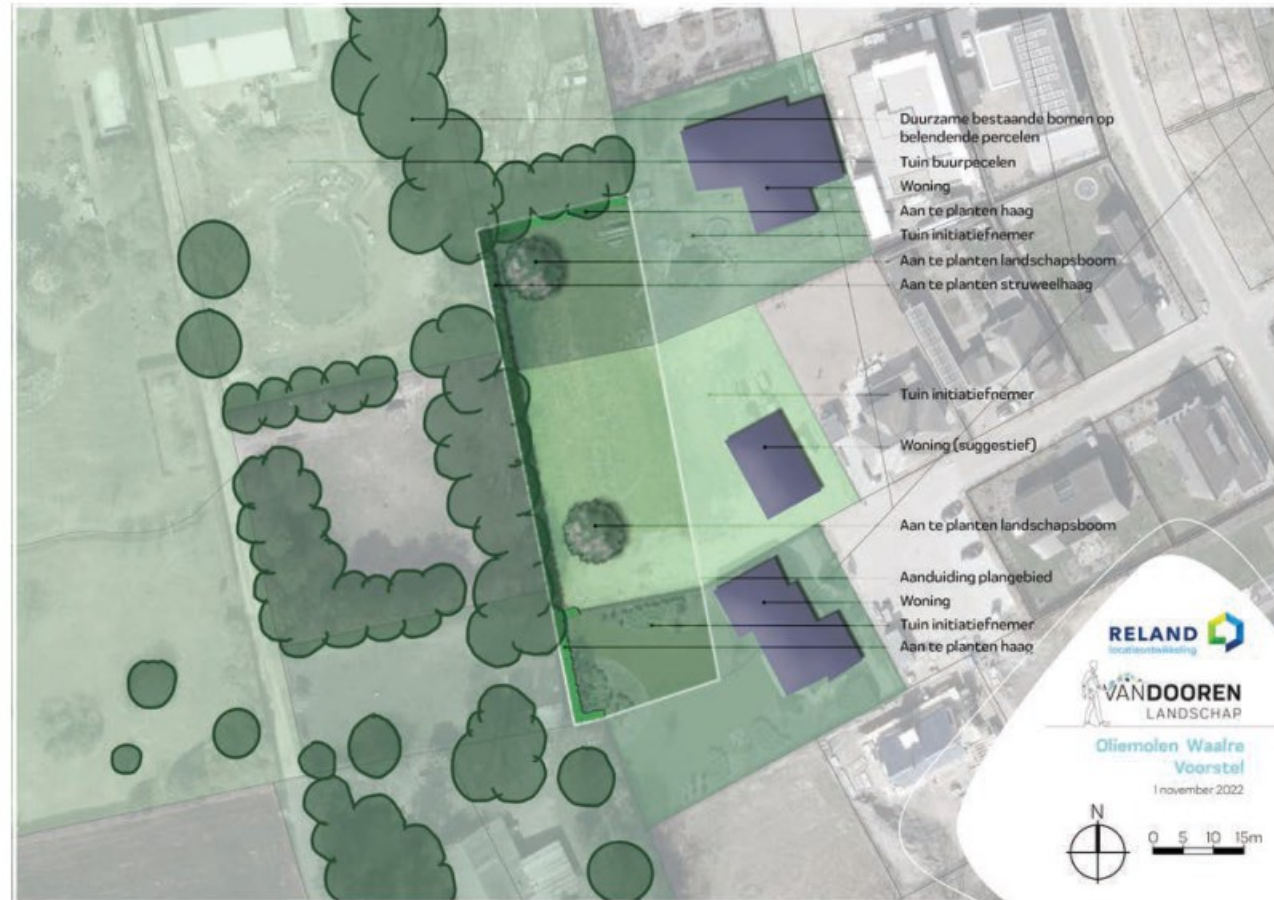 Duurzame bestaande bomen op
belendende percelen
Tuin buurpecelen
Woning
Aan te planten haag
Tuin initiatiefnemer
Aan te planten landschapsboom
Aan te planten struweelhaag
Tuin initiatiefnemer
Woning (suggestief)
Aan te planten landschapsboom
Aanduiding plangebied
Woning
Tuin initiatiefnemer
Aan te planten haag
RELAND
locatieontwikkeling
VANDOOREN
LANDSCHAP
Oliemolen Waalre
Voorstel
1 november 2022
N
0 5 10 15m